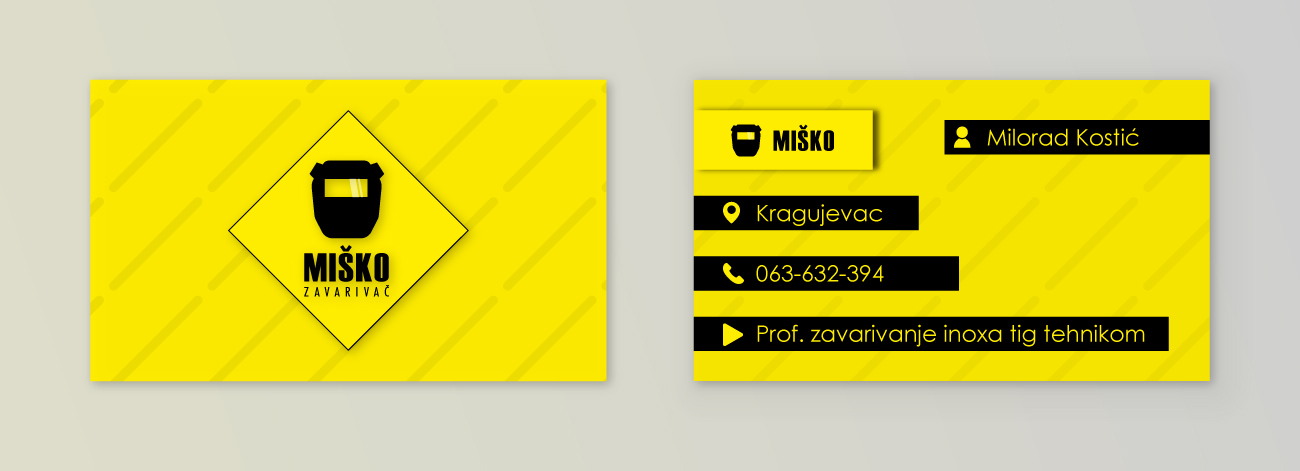 MIŠKO
ZAVARIVAČ
MIŠKO
Milorad Kostić
Kragujevac
063-632-394
Prof. zavarivanje inoxa tig tehnikom